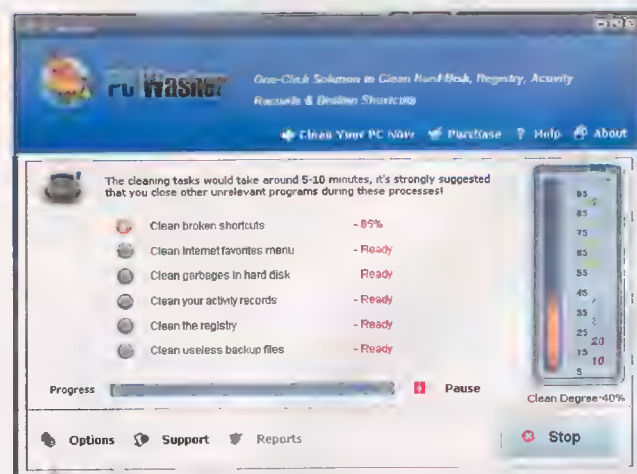 PC Washer
One-Click Solution to Clean Hard Disk, Registry, Activity
Records & Broken Shortcuts
Clean Your PC Now Purchase ? Help About
The cleaning tasks would take around 5-10 minutes, it's strongly suggested
that you close other unrelevant programs during these processes!
Clean broken shortcuts - 85%
Clean Internet favorites menu - Ready
Clean garbages in hard disk Ready
Clean your activity records - Ready
Clean the registry - Ready
Clean useless backup files - Ready
85
75
65
55
45
35
25
20
15
10
5
Progress Pause
Clean Degree:40%
Options Support Reports Stop